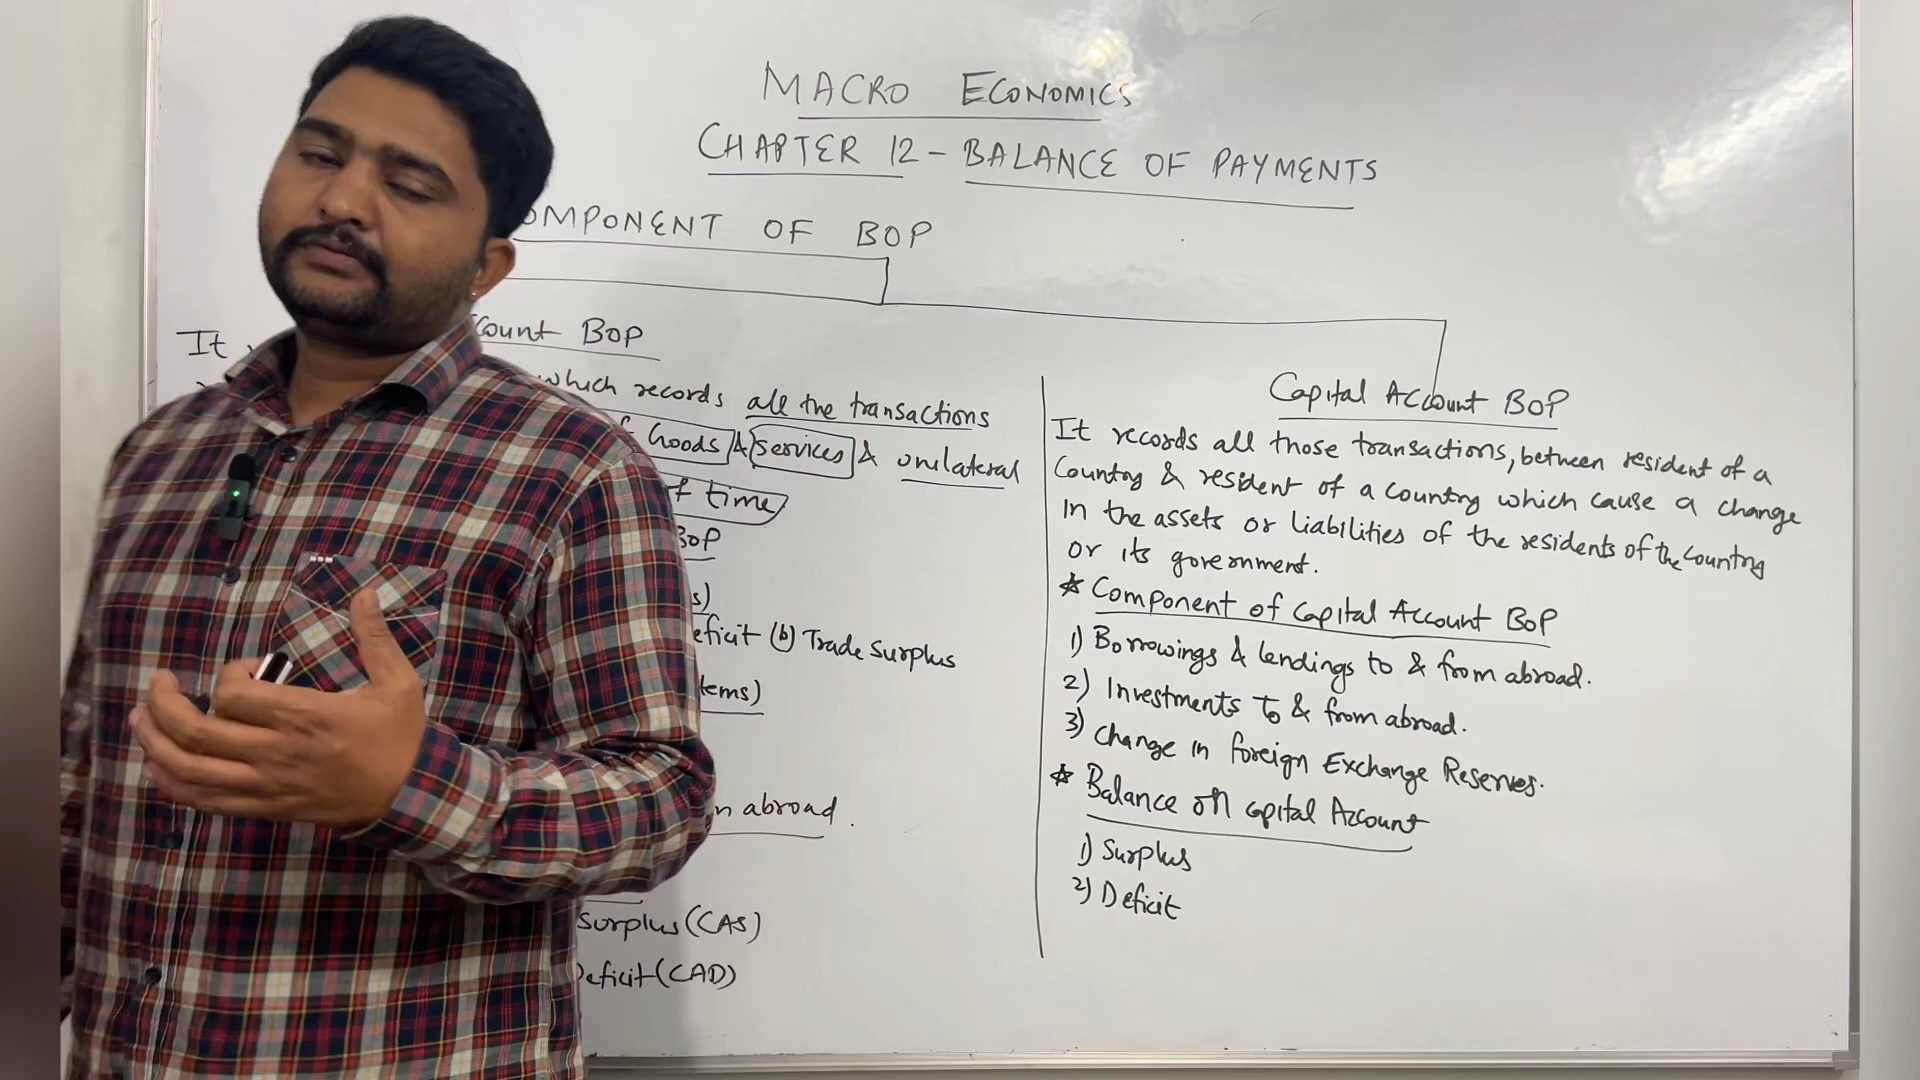 MACRO ECONOMICS
CHAPTER 12 - BALANCE OF PAYMENTS
OMPONENT OF BOP
count BOP
It
which records all the transactions
Goods & services & unilateral
f time
BOP
s)
eficit (b) Trade Surplus
tems)
n abroad.
Surplus (CAS)
eficit (CAD)
Capital Account BOP
It records all those transactions, between resident of a
Country & resident of a country which cause a change
In the assets or liabilities of the residents of the country
or its government.
* Component of Capital Account BOP
1) Borrowings & lendings to & from abroad.
2) Investments to & from abroad.
3) Change in foreign Exchange Reserves.
* Balance on capital Account
1) Surplus
2) Deficit